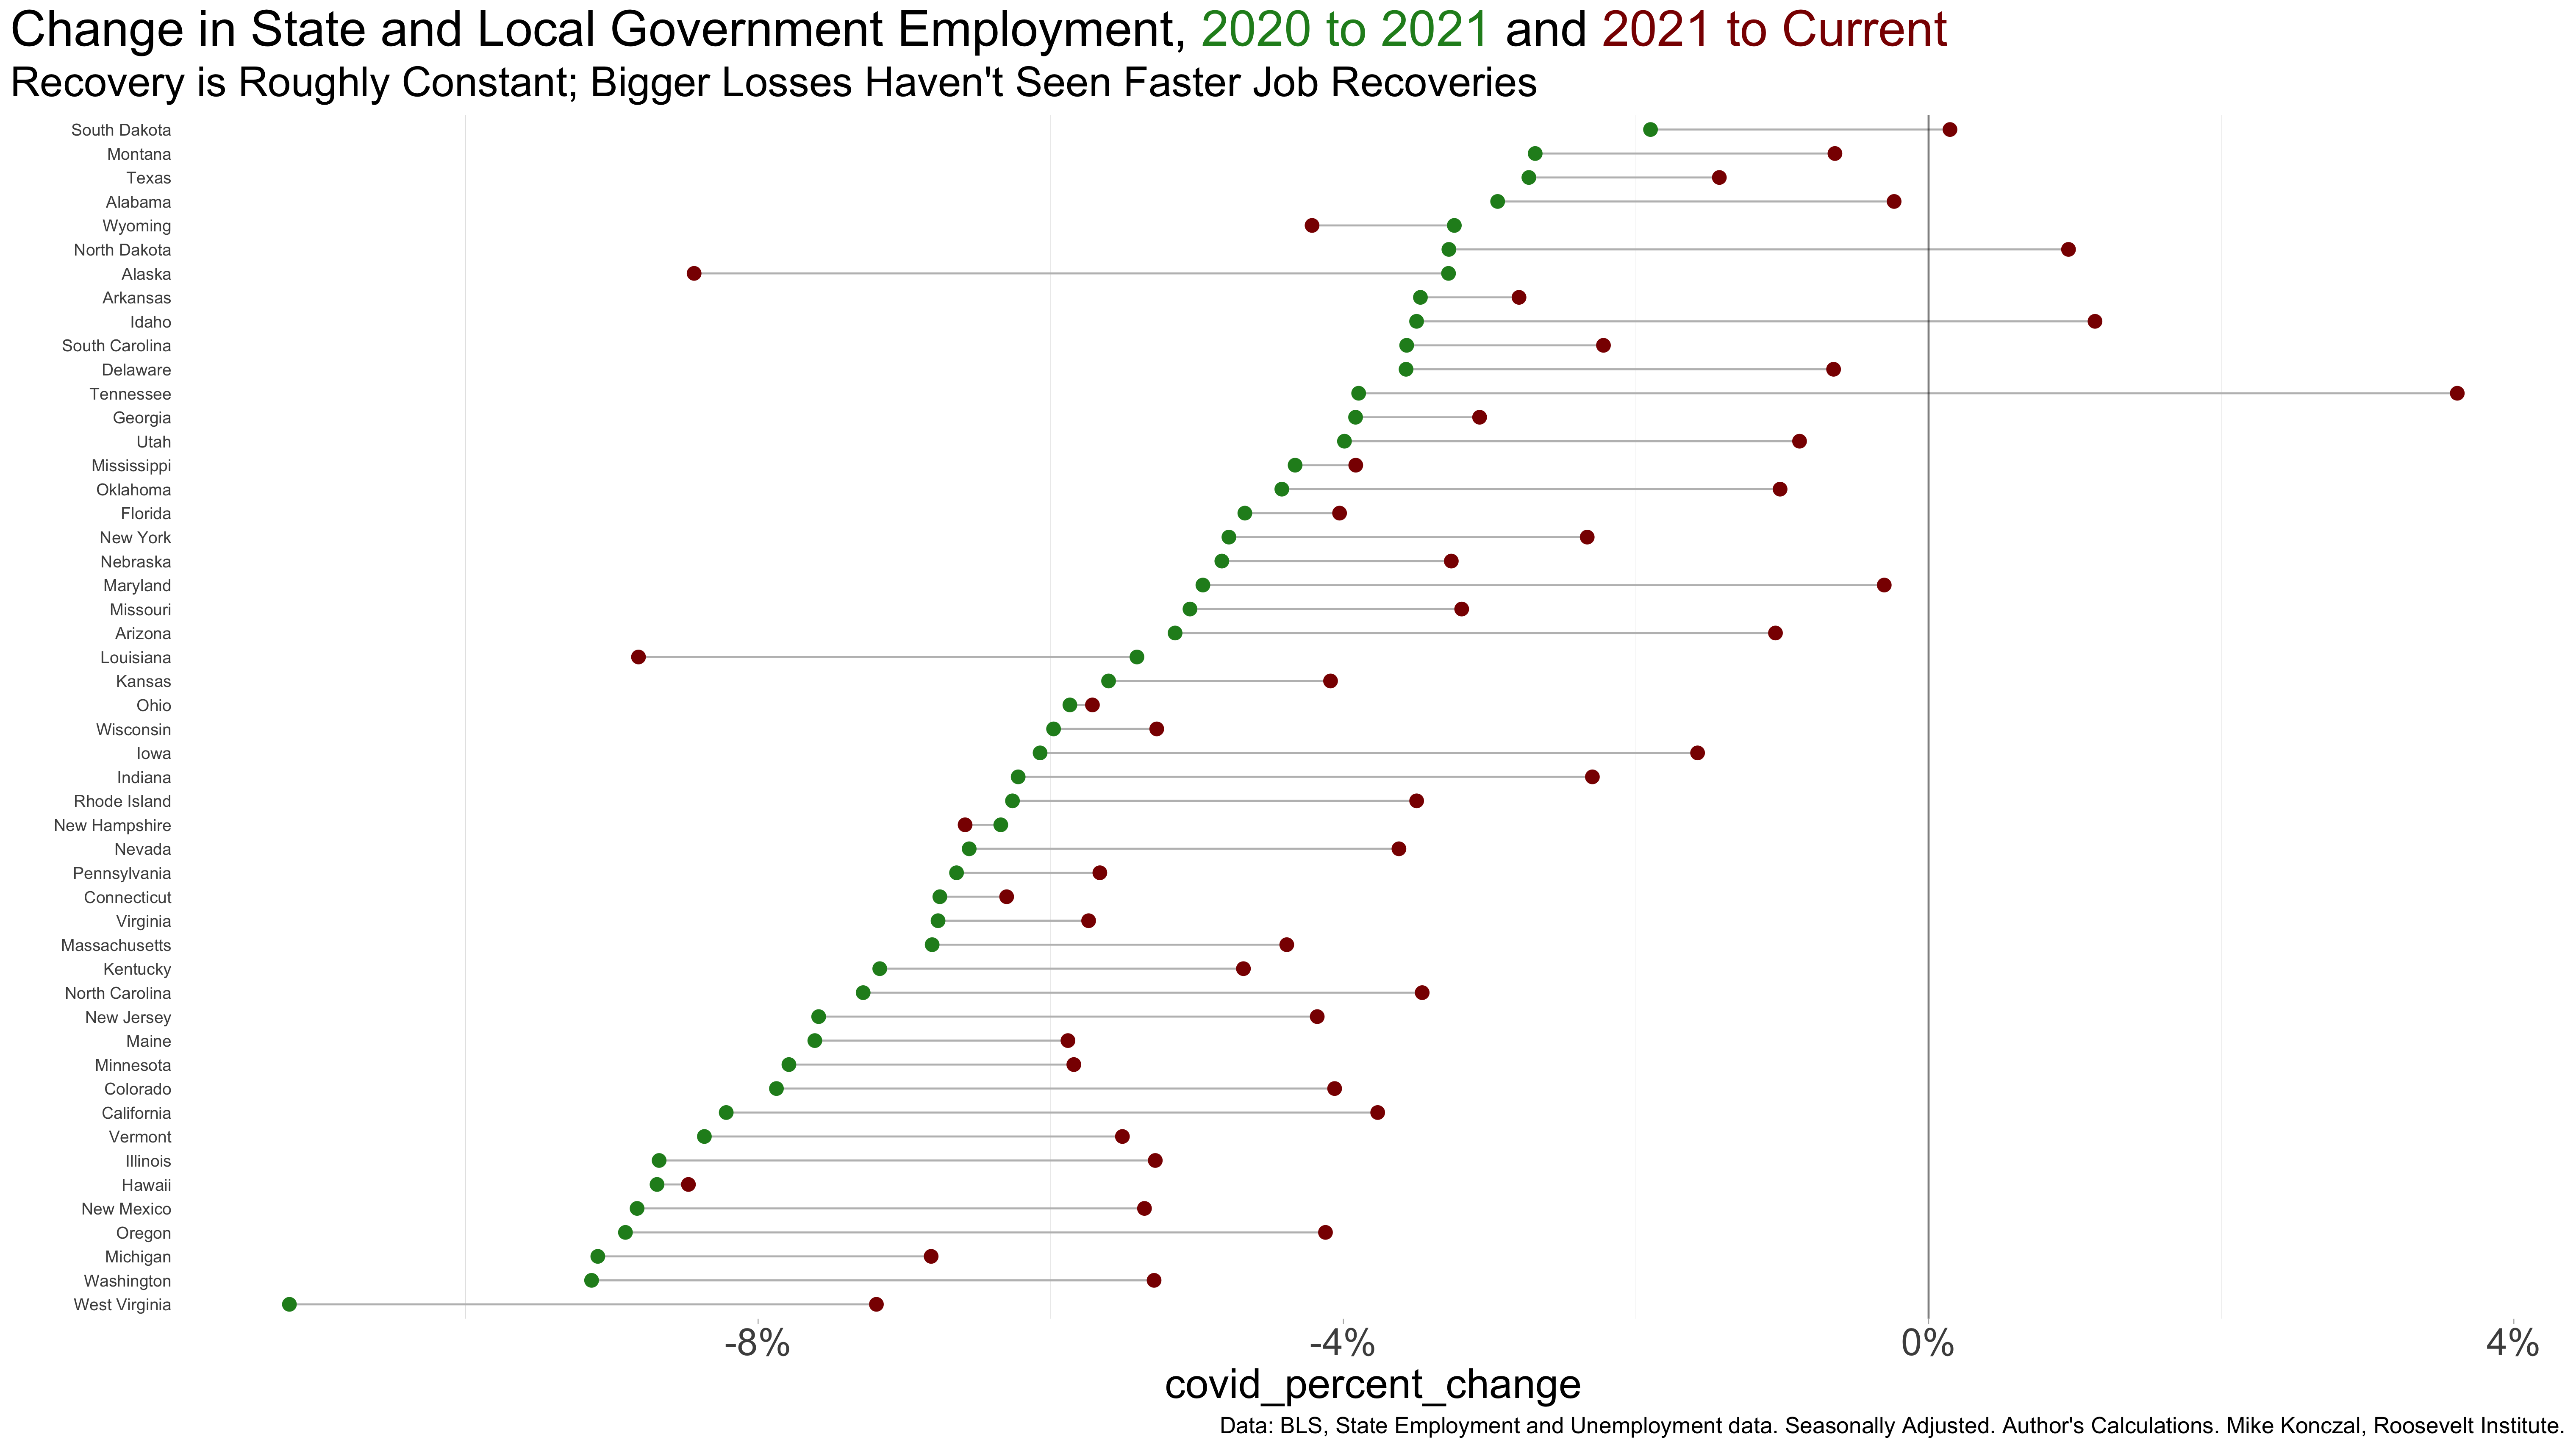 Change in State and Local Government Employment, 2020 to 2021 and 2021 to Current
Recovery is Roughly Constant; Bigger Losses Haven't Seen Faster Job Recoveries
South Dakota
Montana
Texas
Alabama
Wyoming
North Dakota
Alaska
Arkansas
Idaho
South Carolina
Delaware
Tennessee
Georgia
Utah
Mississippi
Oklahoma
Florida
New York
Nebraska
Maryland
Missouri
Arizona
Louisiana
Kansas
Ohio
Wisconsin
Iowa
Indiana
Rhode Island
New Hampshire
Nevada
Pennsylvania
Connecticut
Virginia
Massachusetts
Kentucky
North Carolina
New Jersey
Maine
Minnesota
Colorado
California
Vermont
Illinois
Hawaii
New Mexico
Oregon
Michigan
Washington
West Virginia
-8% -4% 0% 4%
covid_percent_change
Data: BLS, State Employment and Unemployment data. Seasonally Adjusted. Author's Calculations. Mike Konczal, Roosevelt Institute.